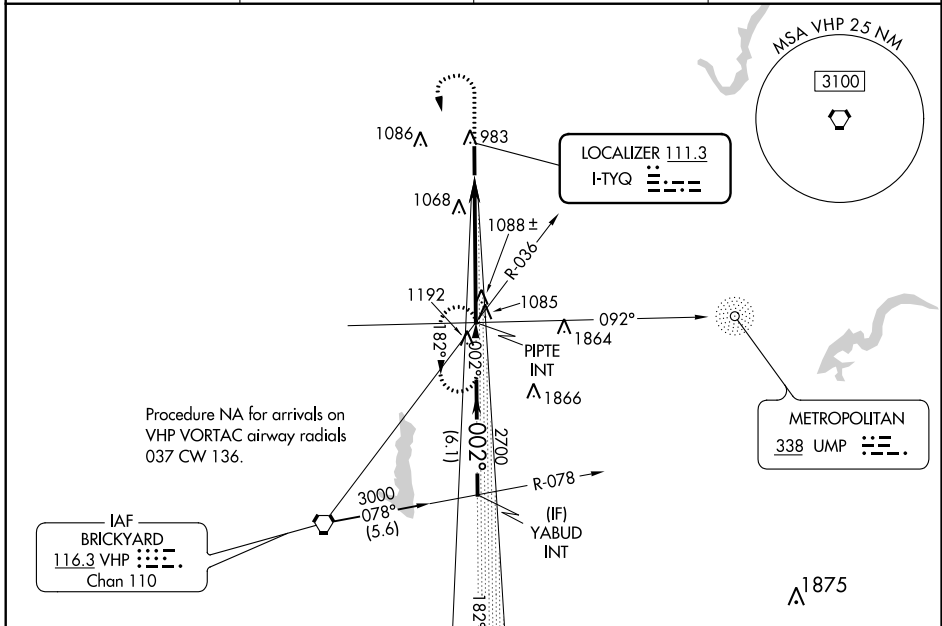 MSA VHP 25 NM
3100
1086
983
LOCALIZER 111.3
I-TYQ
1068
1088 ±
R-036
1192
1085
092°
1864
182°
002°
PIPTE
INT
1866
METROPOLITAN
338 UMP
Procedure NA for arrivals on
VHP VORTAC airway radials
037 CW 136.
002°
(6.1)
2700
R-078
3000
078°
(5.6)
(IF)
YABUD
INT
IAF
BRICKYARD
116.3 VHP
Chan 110
182°
1875